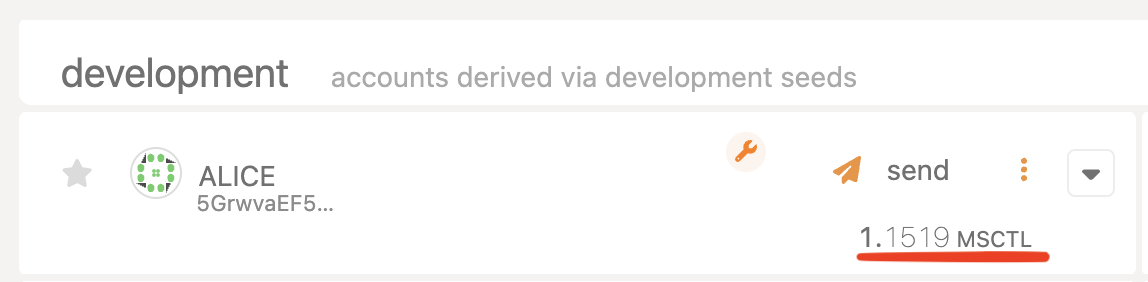 development accounts derived via development seeds
ALICE
5GrwvaEF5...
send
1.1519 MSCTL